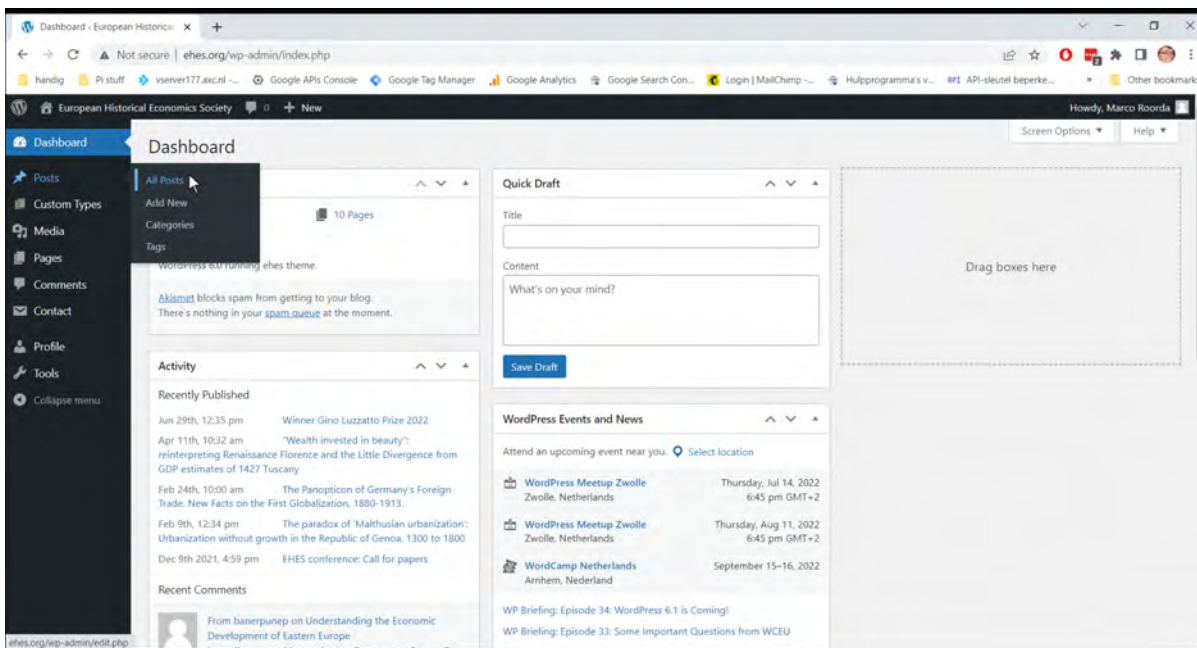 Dashboard ‹ European Historical
Not secure | ehes.org/wp-admin/index.php
handig
Pi stuff
vserver177.axc.nl -...
Google APIs Console
Google Tag Manager
Google Analytics
Google Search Con...
Login | MailChimp -...
Hulpprogramma's v...
API-sleutel beperke...
Other bookmark
European Historical Economics Society 0 + New
Howdy, Marco Roorda
Screen Options
Help
Dashboard
Posts
Custom Types
Media
Pages
Comments
Contact
Profile
Tools
Collapse menu
All Posts
Add New
Categories
Tags
Dashboard
10 Pages
WordPress 6.0 running ehes theme.
Akismet blocks spam from getting to your blog.
There's nothing in your spam queue at the moment.
Activity
Recently Published
Jun 29th, 12:35 pm Winner Gino Luzzatto Prize 2022
Apr 11th, 10:32 am "Wealth invested in beauty":
reinterpreting Renaissance Florence and the Little Divergence from
GDP estimates of 1427 Tuscany
Feb 24th, 10:00 am The Panopticon of Germany's Foreign
Trade. New Facts on the First Globalization, 1880-1913.
Feb 9th, 12:34 pm The paradox of 'Malthusian urbanization':
Urbanization without growth in the Republic of Genoa, 1300 to 1800
Dec 9th 2021, 4:59 pm EHES conference: Call for papers
Recent Comments
From banerpunep on Understanding the Economic
Development of Eastern Europe
Quick Draft
Title
Content
What's on your mind?
Save Draft
WordPress Events and News
Attend an upcoming event near you. Select location
WordPress Meetup Zwolle Thursday, Jul 14, 2022
Zwolle, Netherlands 6:45 pm GMT+2
WordPress Meetup Zwolle Thursday, Aug 11, 2022
Zwolle, Netherlands 6:45 pm GMT+2
WordCamp Netherlands September 15–16, 2022
Arnhem, Nederland
WP Briefing: Episode 34: WordPress 6.1 is Coming!
WP Briefing: Episode 33: Some Important Questions from WCEU
Drag boxes here
ehes.org/wp-admin/edit.php